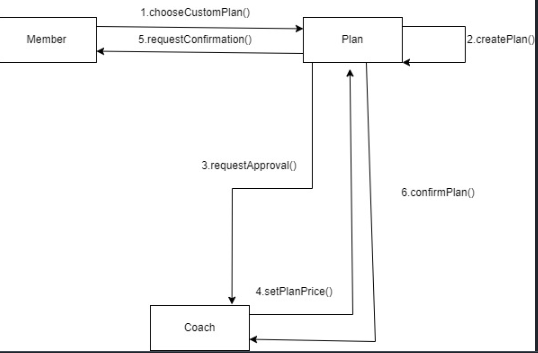 1.chooseCustomPlan()
Member
5.requestConfirmation()
Plan
2.createPlan()
3.requestApproval()
6.confirmPlan()
4.setPlanPrice()
Coach